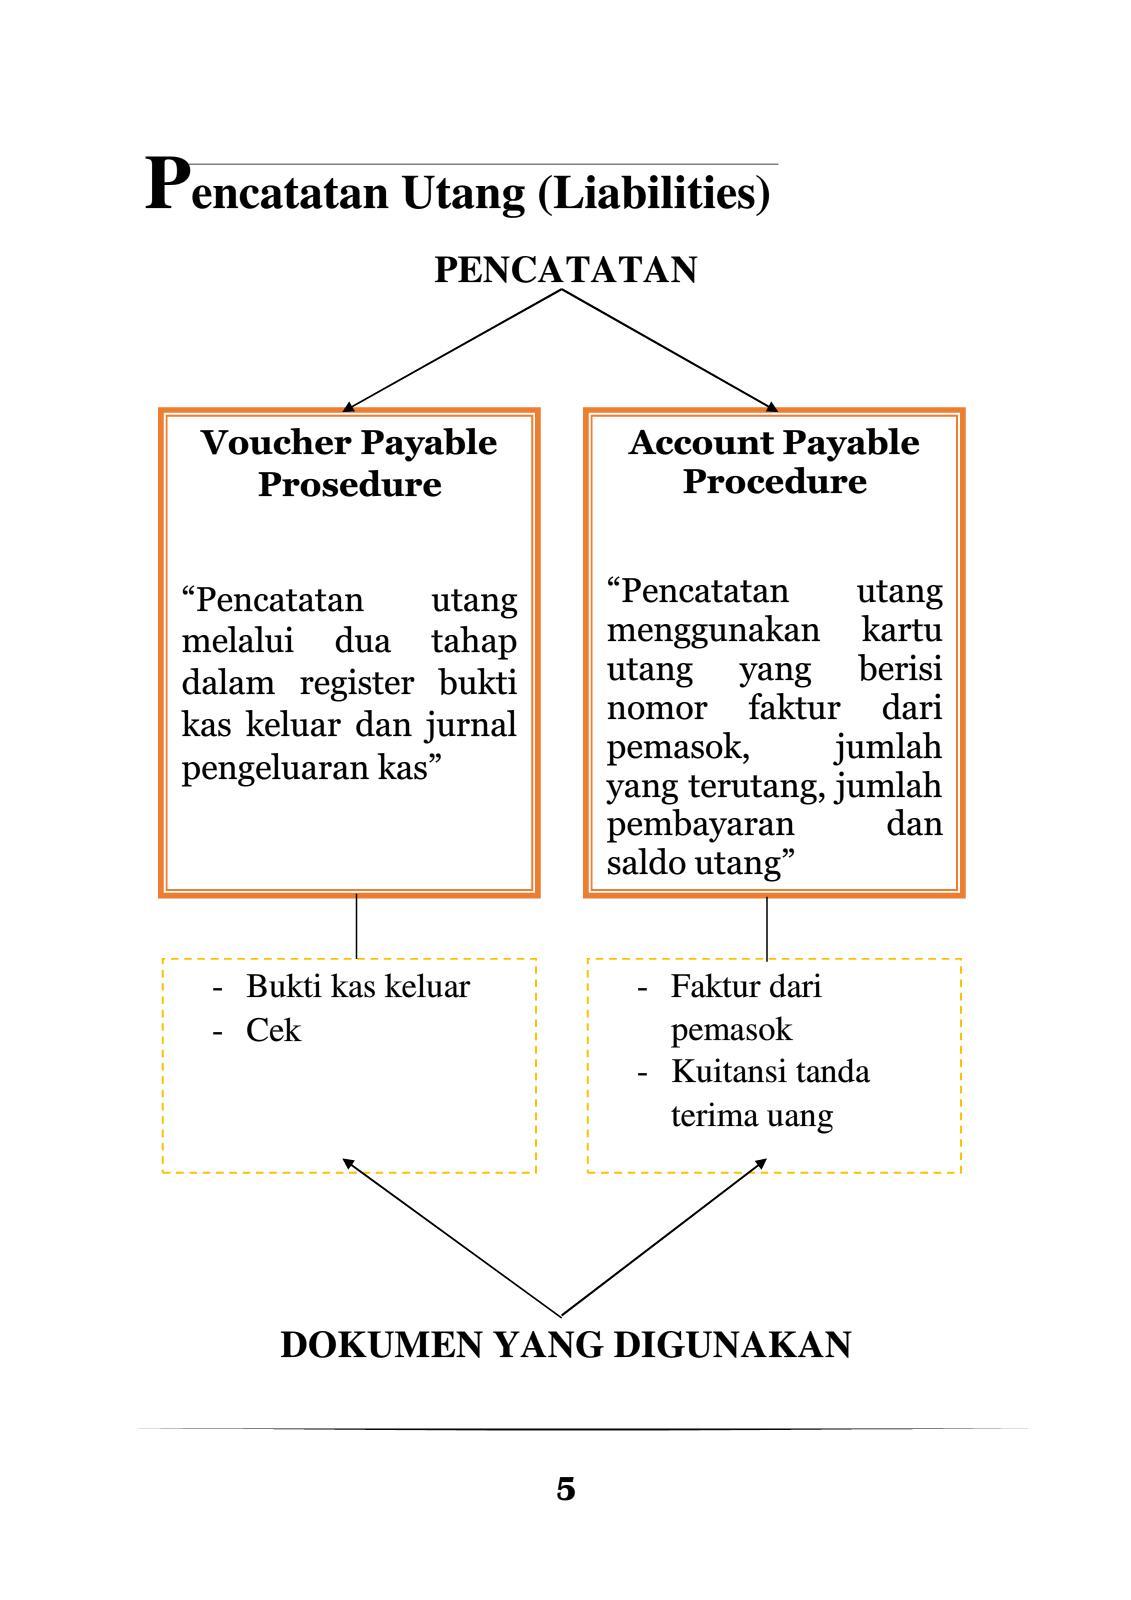 Pencatatan Utang (Liabilities)
PENCATATAN
Voucher Payable
Prosedure
“Pencatatan utang
melalui dua tahap
dalam register bukti
kas keluar dan jurnal
pengeluaran kas”
Account Payable
Procedure
“Pencatatan utang
menggunakan kartu
utang yang berisi
nomor faktur dari
pemasok, jumlah
yang terutang, jumlah
pembayaran dan
saldo utang”
- Bukti kas keluar
- Cek
- Faktur dari
pemasok
- Kuitansi tanda
terima uang
DOKUMEN YANG DIGUNAKAN
5